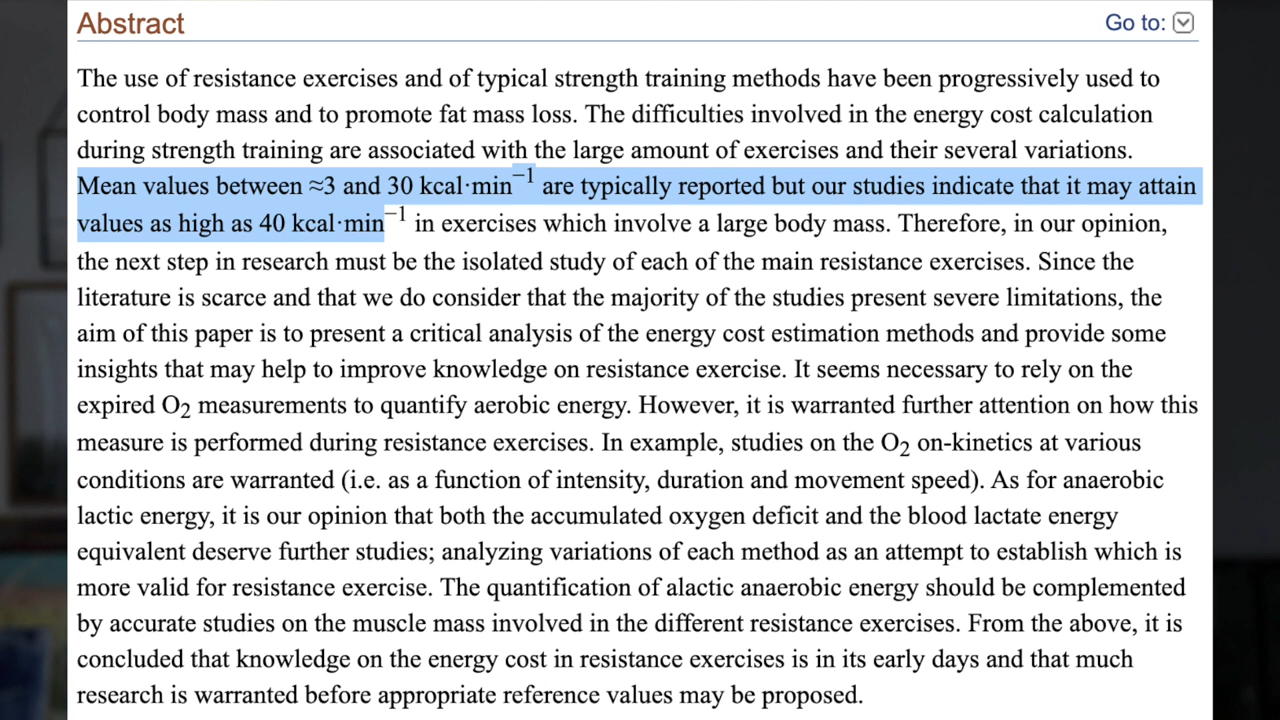 Abstract
Go to:
The use of resistance exercises and of typical strength training methods have been progressively used to
control body mass and to promote fat mass loss. The difficulties involved in the energy cost calculation
during strength training are associated with the large amount of exercises and their several variations.
Mean values between ≈3 and 30 kcal·min⁻¹ are typically reported but our studies indicate that it may attain
values as high as 40 kcal·min⁻¹ in exercises which involve a large body mass. Therefore, in our opinion,
the next step in research must be the isolated study of each of the main resistance exercises. Since the
literature is scarce and that we do consider that the majority of the studies present severe limitations, the
aim of this paper is to present a critical analysis of the energy cost estimation methods and provide some
insights that may help to improve knowledge on resistance exercise. It seems necessary to rely on the
expired O₂ measurements to quantify aerobic energy. However, it is warranted further attention on how this
measure is performed during resistance exercises. In example, studies on the O₂ on-kinetics at various
conditions are warranted (i.e. as a function of intensity, duration and movement speed). As for anaerobic
lactic energy, it is our opinion that both the accumulated oxygen deficit and the blood lactate energy
equivalent deserve further studies; analyzing variations of each method as an attempt to establish which is
more valid for resistance exercise. The quantification of alactic anaerobic energy should be complemented
by accurate studies on the muscle mass involved in the different resistance exercises. From the above, it is
concluded that knowledge on the energy cost in resistance exercises is in its early days and that much
research is warranted before appropriate reference values may be proposed.